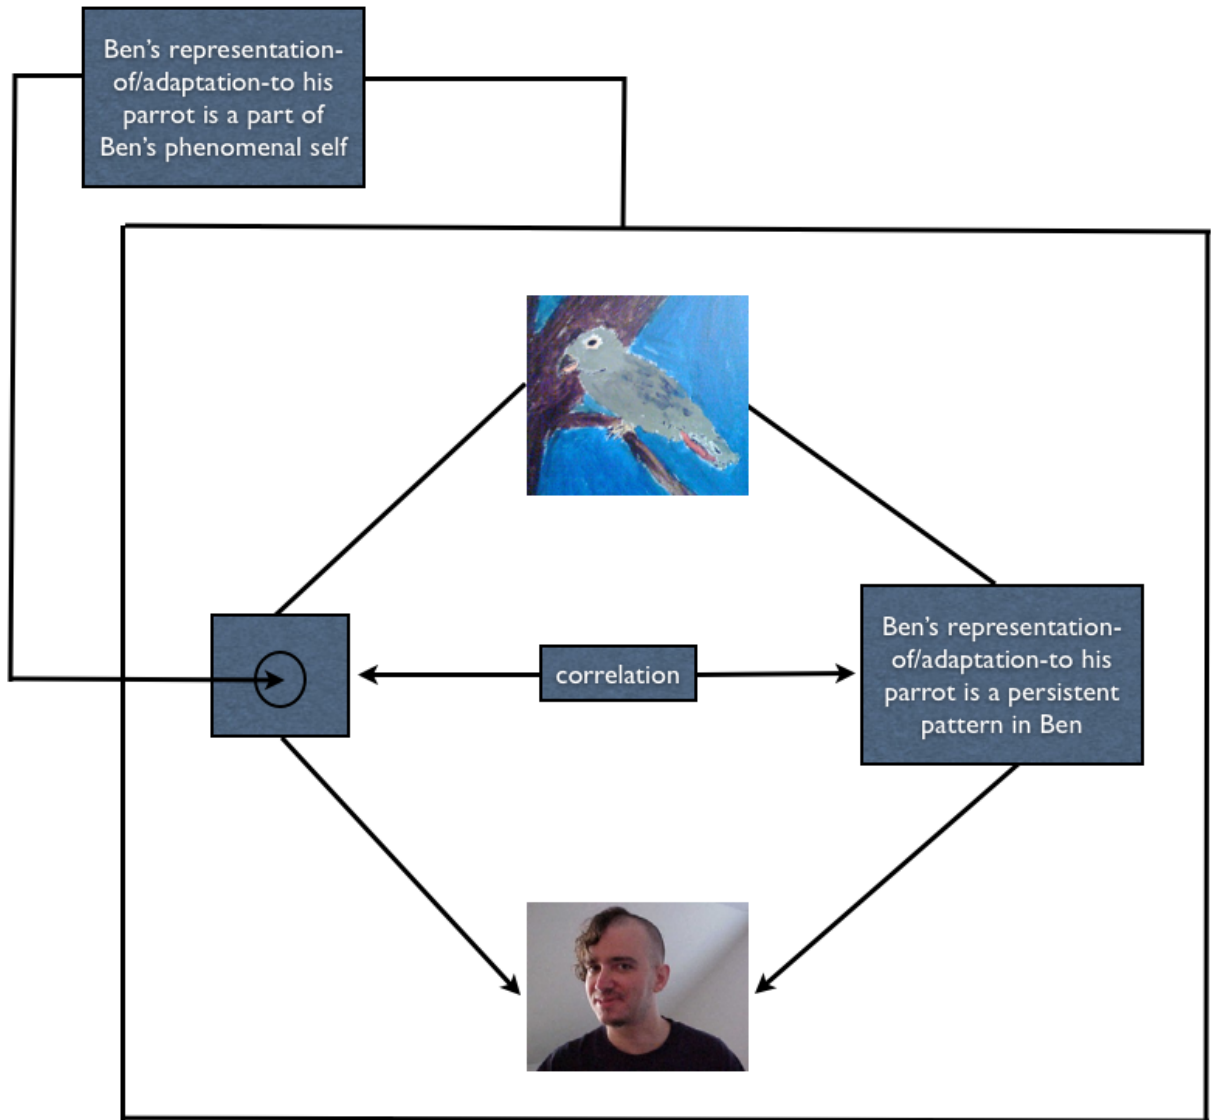 Ben's representation-
of/adaptation-to his
parrot is a part of
Ben's phenomenal self
correlation
Ben's representation-
of/adaptation-to his
parrot is a persistent
pattern in Ben